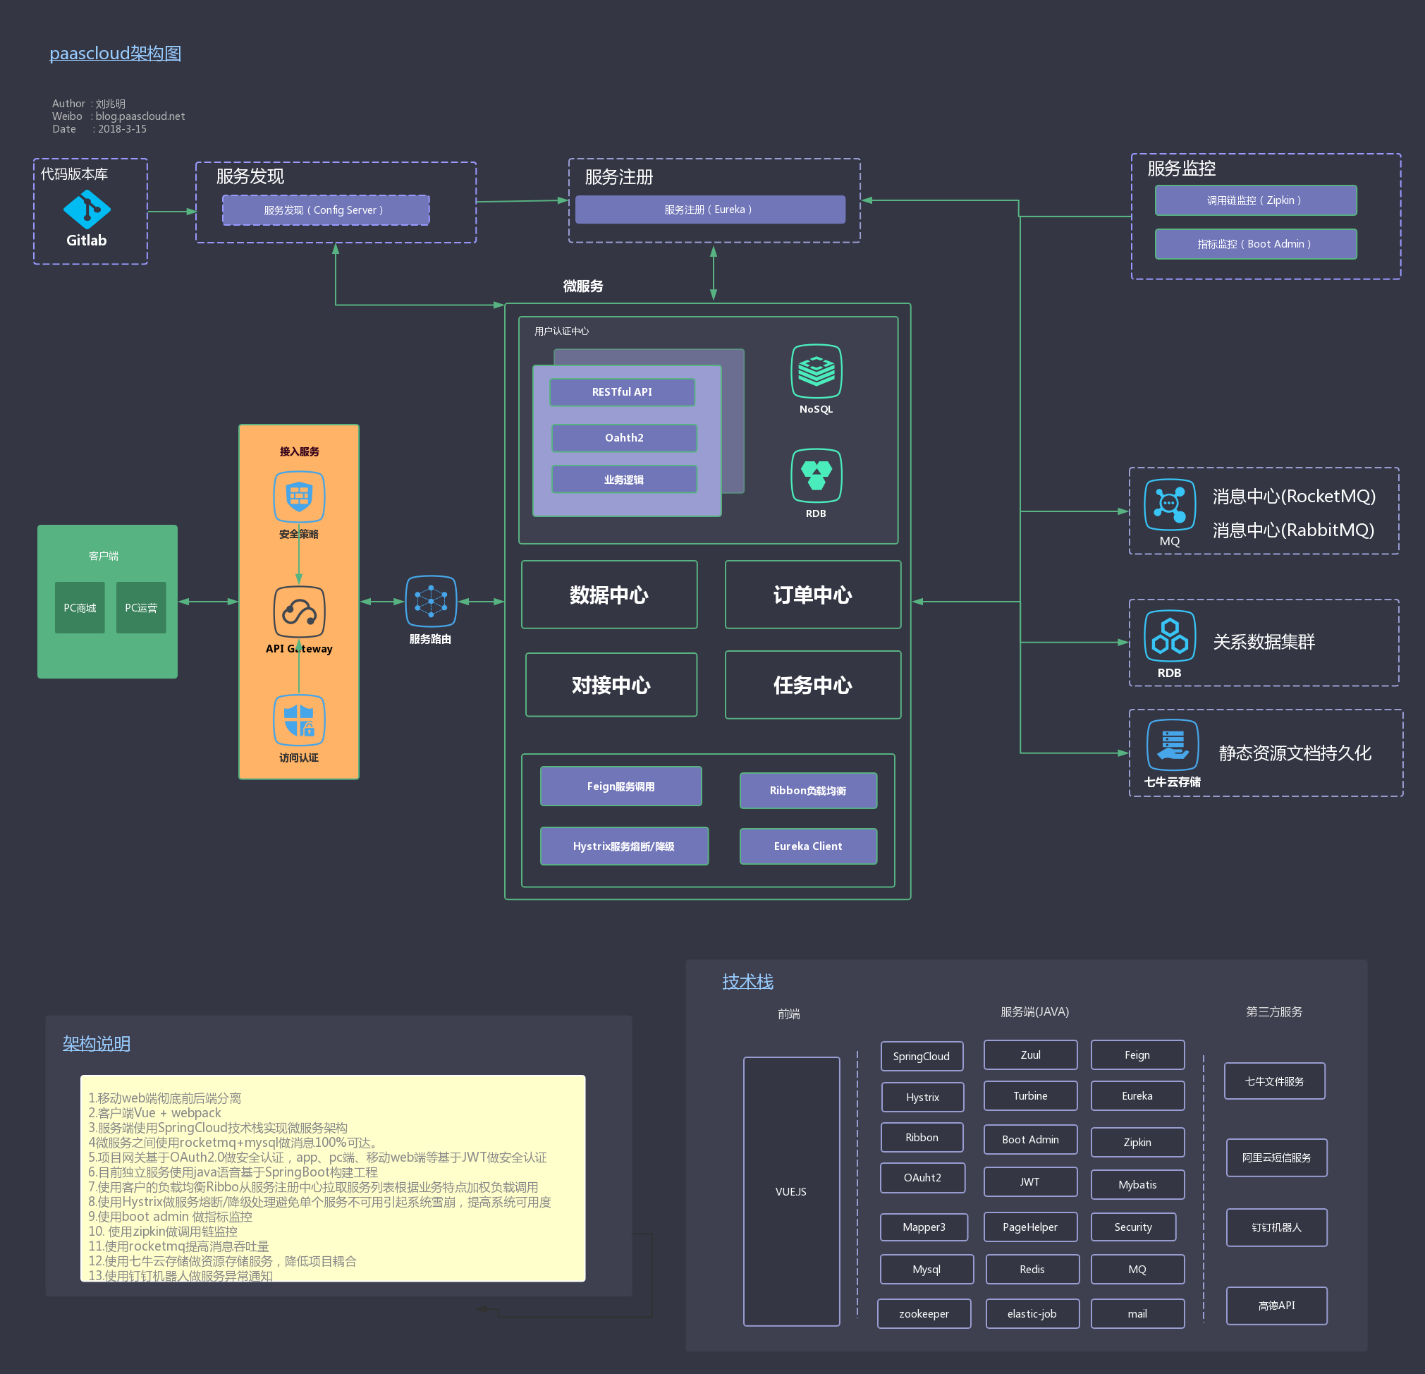 paascloud架构图
Author : 刘兆明
Weibo : blog.paascloud.net
Date : 2018-3-15
代码版本库
Gitlab
服务发现
服务发现（Config Server）
服务注册
服务注册（Eureka）
服务监控
调用链监控（Zipkin）
指标监控（Boot Admin）
微服务
用户认证中心
RESTful API
Oahth2
业务逻辑
NoSQL
RDB
接入服务
安全策略
API Gateway
访问认证
客户端
PC商城
PC运营
服务路由
数据中心
订单中心
对接中心
任务中心
Feign服务调用
Ribbon负载均衡
Hystrix服务熔断/降级
Eureka Client
MQ
消息中心(RocketMQ)
消息中心(RabbitMQ)
RDB
关系数据集群
七牛云存储
静态资源文档持久化
架构说明
1.移动web端彻底前后端分离
2.客户端Vue + webpack
3.服务端使用SpringCloud技术栈实现微服务架构
4微服务之间使用rocketmq+mysql做消息100%可达。
5.项目网关基于OAuth2.0做安全认证，app、pc端、移动web端等基于JWT做安全认证
6.目前独立服务使用java语音基于SpringBoot构建工程
7.使用客户的负载均衡Ribbo从服务注册中心拉取服务列表根据业务特点加权负载调用
8.使用Hystrix做服务熔断/降级处理避免单个服务不可用引起系统雪崩，提高系统可用度
9.使用boot admin 做指标监控
10. 使用zipkin做调用链监控
11.使用rocketmq提高消息吞吐量
12.使用七牛云存储做资源存储服务，降低项目耦合
13.使用钉钉机器人做服务异常通知
技术栈
前端
服务端(JAVA)
第三方服务
VUE.JS
SpringCloud
Zuul
Feign
Hystrix
Turbine
Eureka
Ribbon
Boot Admin
Zipkin
OAuht2
JWT
Mybatis
Mapper3
PageHelper
Security
Mysql
Redis
MQ
zookeeper
elastic-job
mail
七牛文件服务
阿里云短信服务
钉钉机器人
高德API